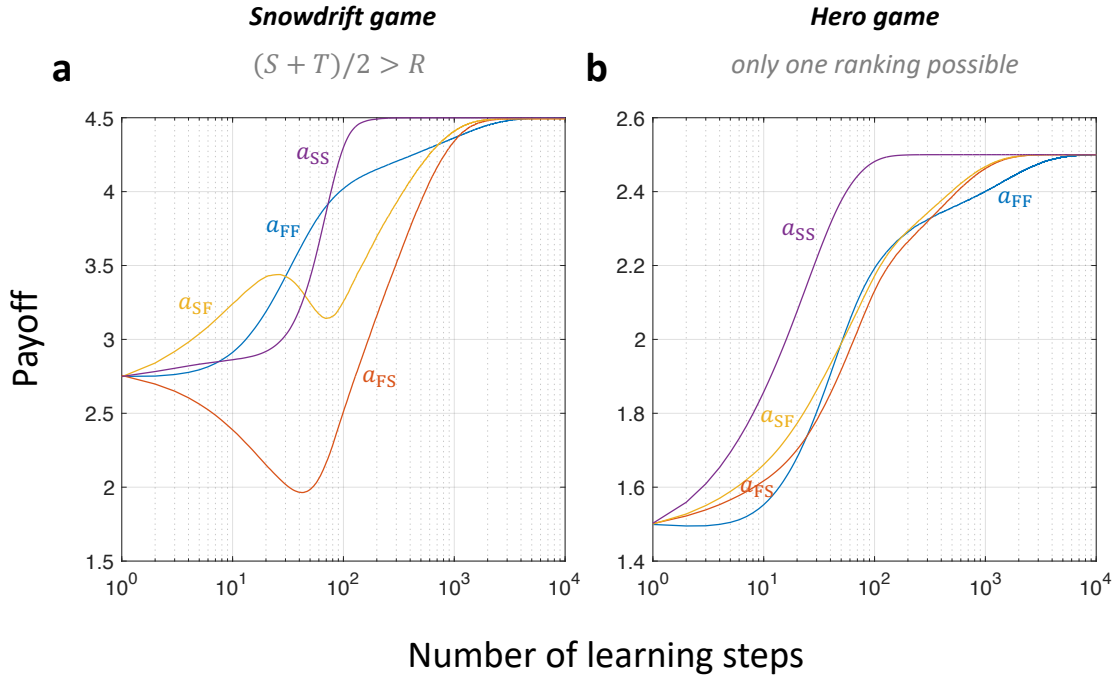 Snowdrift game
Hero game
a
(S + T)/2 > R
b
only one ranking possible
Payoff
4.5
4
3.5
3
2.5
2
1.5
a_SS
a_FF
a_SF
a_FS
10^0
10^1
10^2
10^3
10^4
2.6
2.4
2.2
2
1.8
1.6
1.4
a_SS
a_FF
a_SF
a_FS
10^0
10^1
10^2
10^3
10^4
Number of learning steps